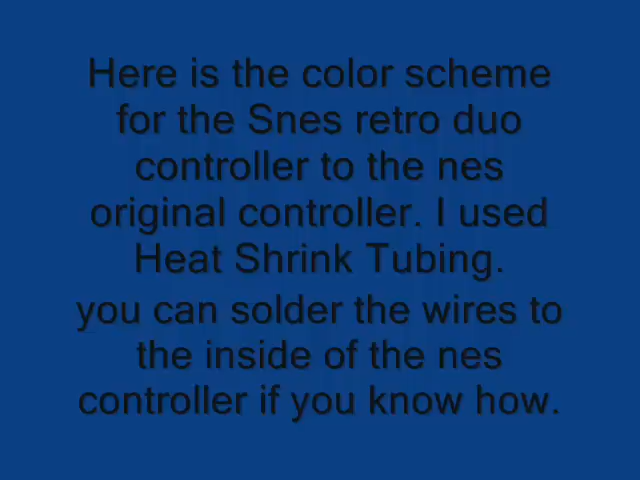 Here is the color scheme
for the Snes retro duo
controller to the nes
original controller. I used
Heat Shrink Tubing.
you can solder the wires to
the inside of the nes
controller if you know how.